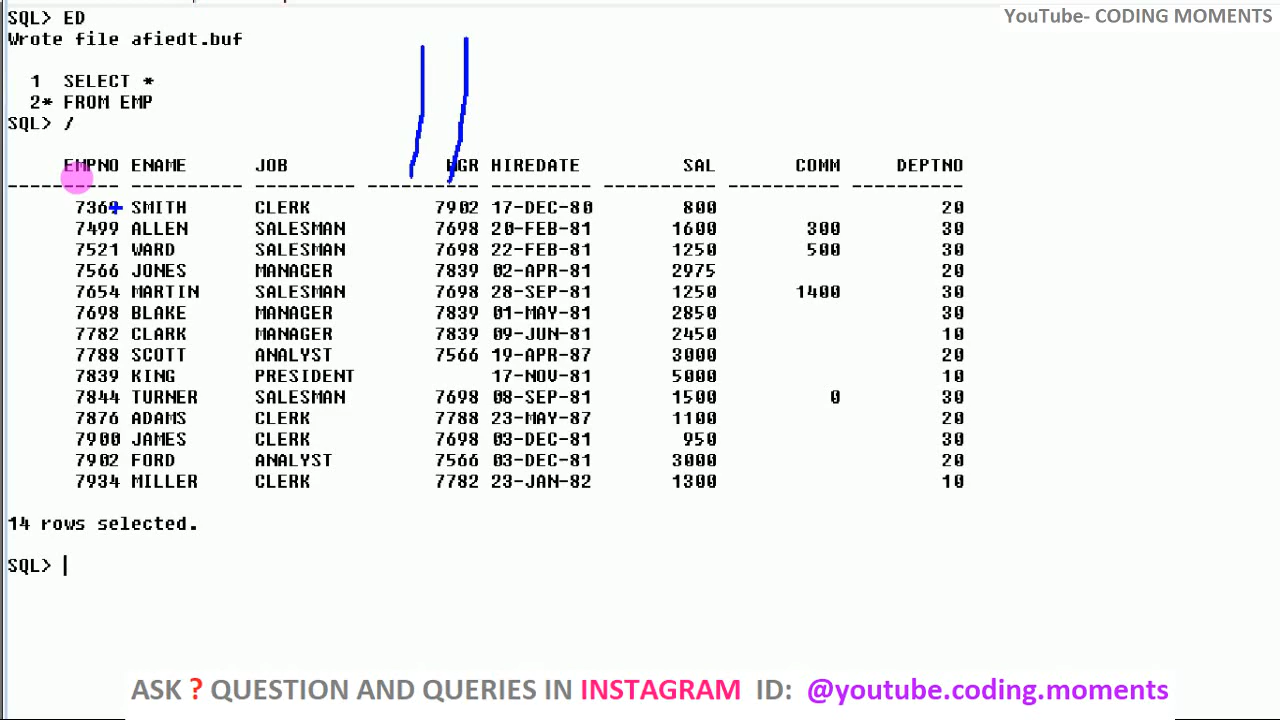 YouTube- CODING MOMENTS
SQL> ED
Wrote file afiedt.buf
1 SELECT *
2* FROM EMP
SQL> /
EMPNO ENAME JOB MGR HIREDATE SAL COMM DEPTNO
---------- ---------- --------- ---------- --------- ---------- ---------- ----------
7369 SMITH CLERK 7902 17-DEC-80 800 20
7499 ALLEN SALESMAN 7698 20-FEB-81 1600 300 30
7521 WARD SALESMAN 7698 22-FEB-81 1250 500 30
7566 JONES MANAGER 7839 02-APR-81 2975 20
7654 MARTIN SALESMAN 7698 28-SEP-81 1250 1400 30
7698 BLAKE MANAGER 7839 01-MAY-81 2850 30
7782 CLARK MANAGER 7839 09-JUN-81 2450 10
7788 SCOTT ANALYST 7566 19-APR-87 3000 20
7839 KING PRESIDENT 17-NOV-81 5000 10
7844 TURNER SALESMAN 7698 08-SEP-81 1500 0 30
7876 ADAMS CLERK 7788 23-MAY-87 1100 20
7900 JAMES CLERK 7698 03-DEC-81 950 30
7902 FORD ANALYST 7566 03-DEC-81 3000 20
7934 MILLER CLERK 7782 23-JAN-82 1300 10
14 rows selected.
SQL>
ASK ? QUESTION AND QUERIES IN INSTAGRAM ID: @youtube.coding.moments